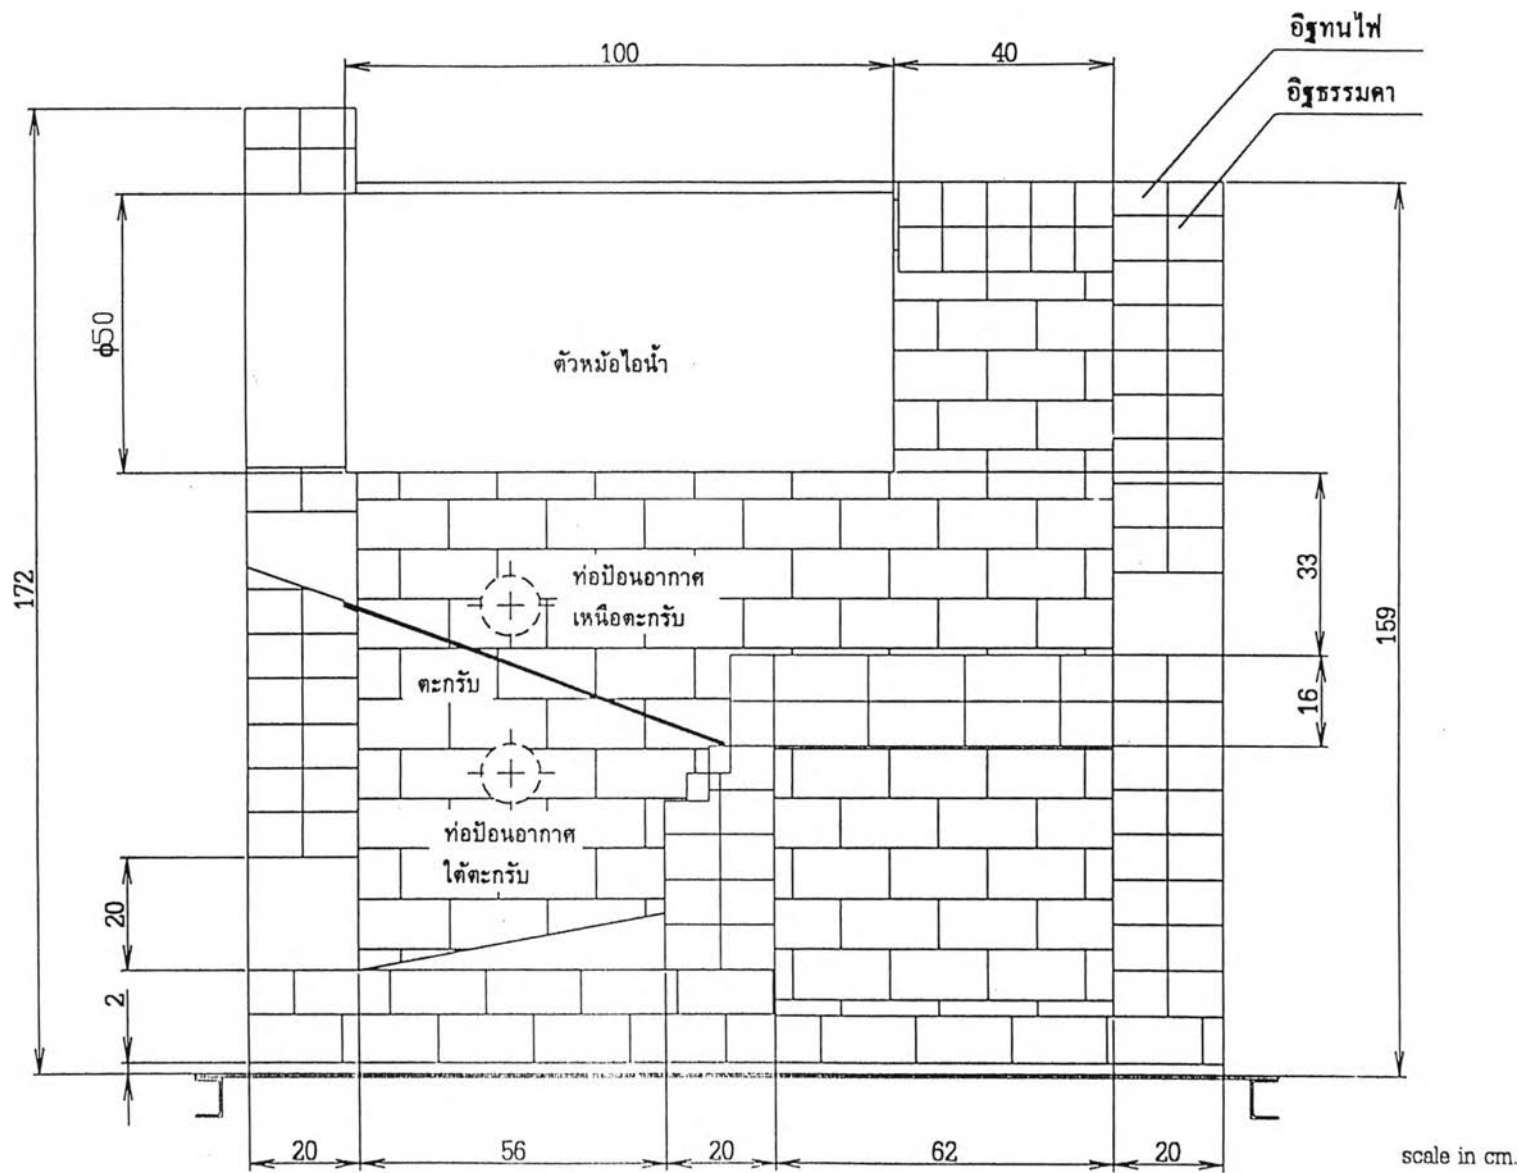 อิฐทนไฟ
100
40
อิฐธรรมดา
φ50
ตัวหม้อไอน้ำ
172
ท่อป้อนอากาศ
เหนือตะกรับ
33
159
ตะกรับ
16
ท่อป้อนอากาศ
ใต้ตะกรับ
20
2
20
56
20
62
20
scale in cm.